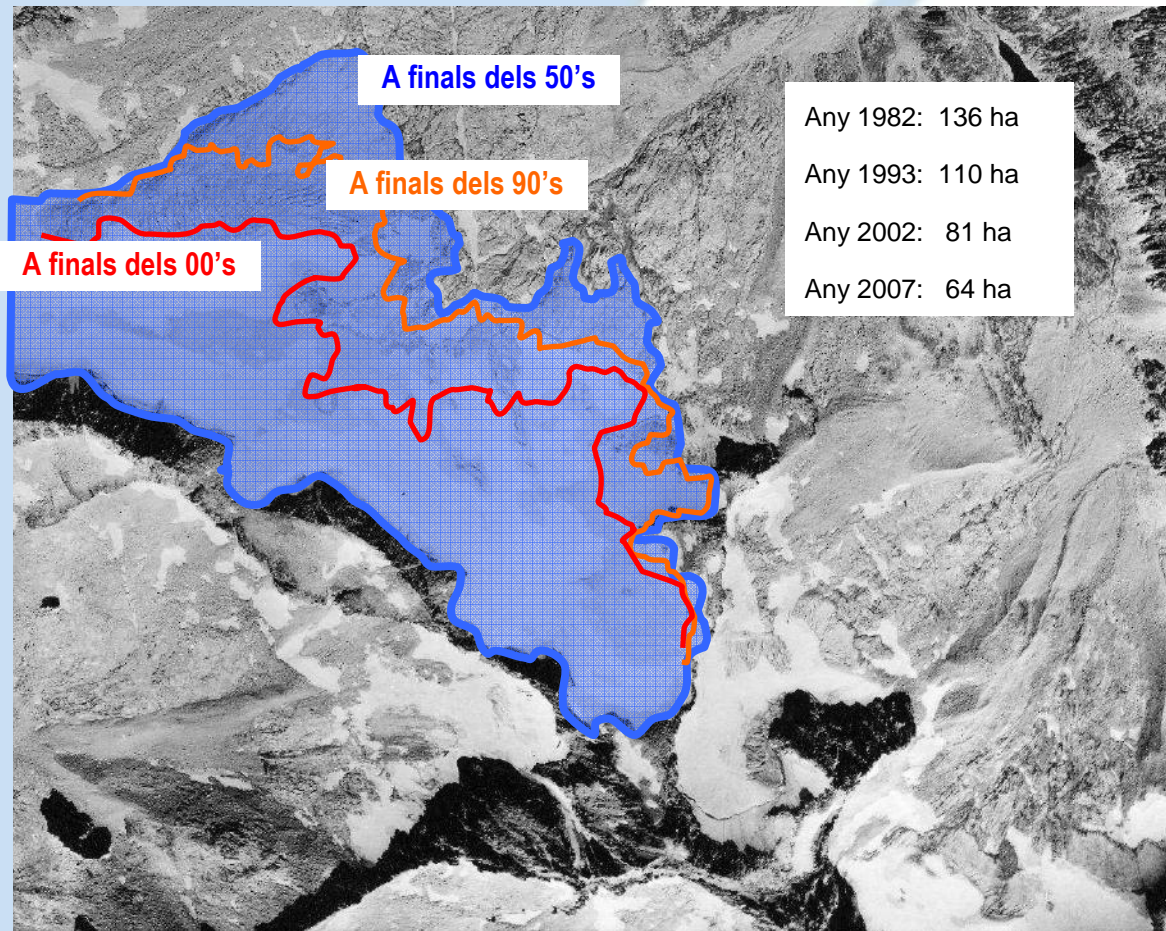 A finals dels 50’s
A finals dels 90’s
A finals dels 00’s
Any 1982: 136 ha
Any 1993: 110 ha
Any 2002: 81 ha
Any 2007: 64 ha